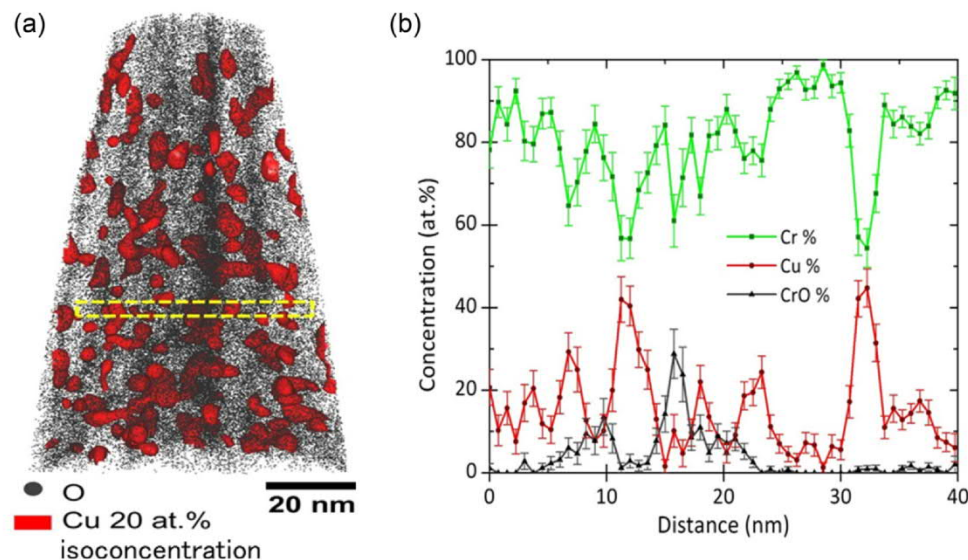 (a)
O
Cu 20 at.%
isoconcentration
20 nm
(b)
Concentration (at.%)
100
80
60
40
20
0
Cr %
Cu %
CrO %
0
10
20
30
40
Distance (nm)